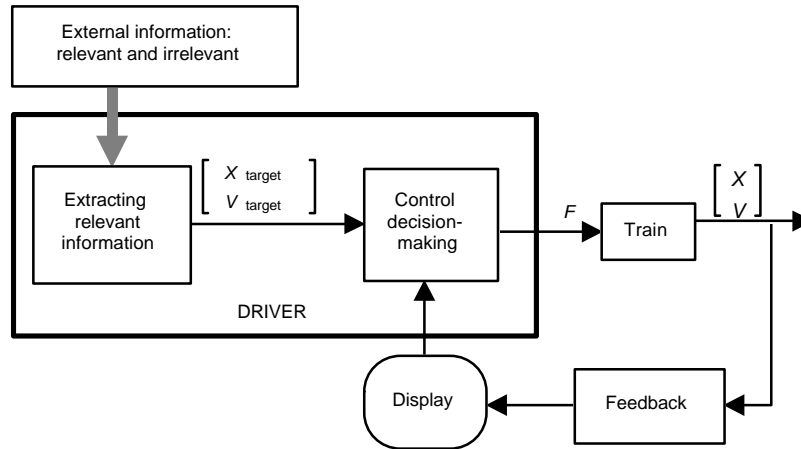 External information:
relevant and irrelevant
Extracting
relevant
information
X target
V target
Control
decision-
making
F
Train
X
V
DRIVER
Display
Feedback